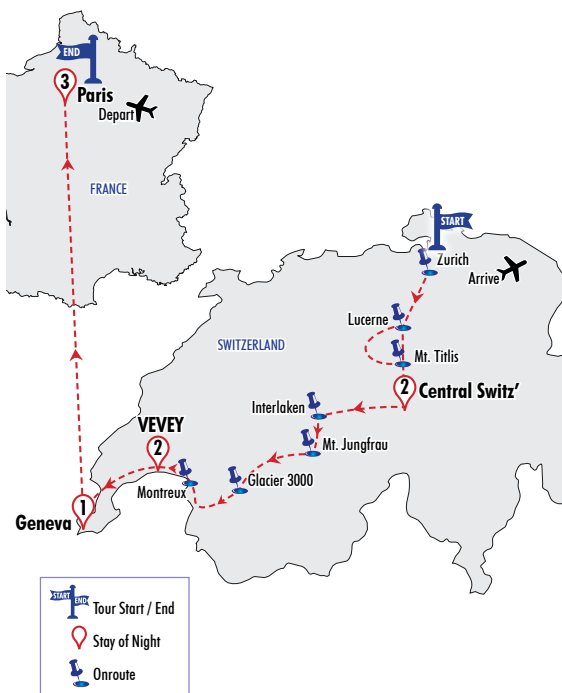 END
3
Paris
Depart
FRANCE
START
Zurich
Arrive
Lucerne
SWITZERLAND
Mt. Titlis
2
Central Switz'
Interlaken
VEVEY
2
Mt. Jungfrau
Montreux
Glacier 3000
1
Geneva
START
END
Tour Start / End
Stay of Night
Onroute